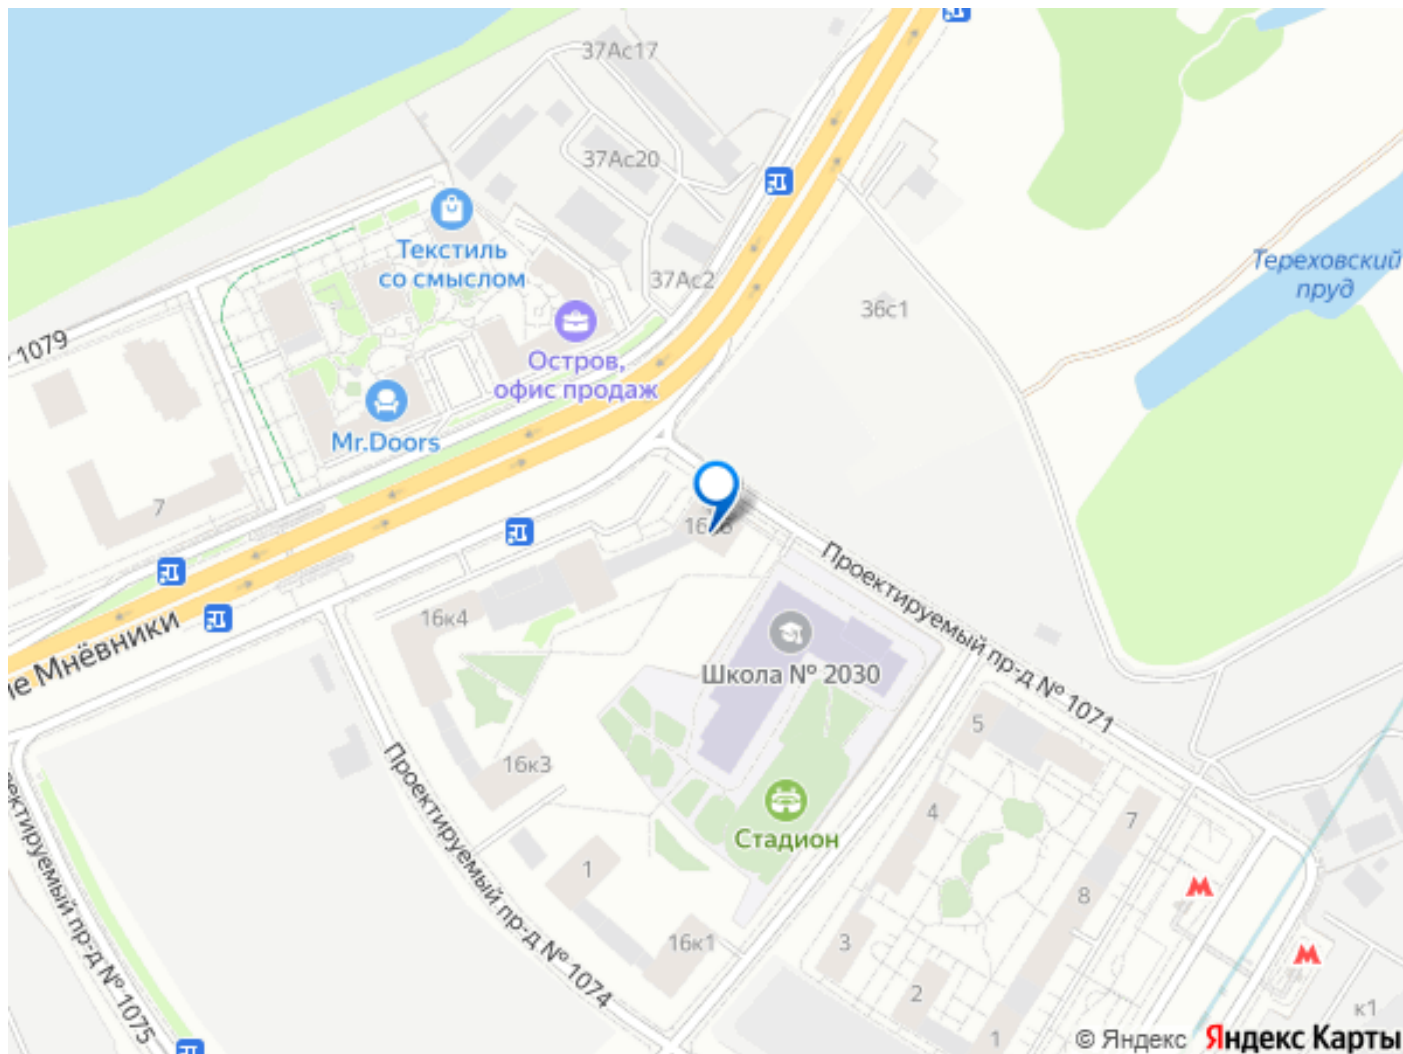 37Ас17
37Ас20
Текстиль
со смыслом
37Ас2
Тереховский
пруд
36с1
1079
Остров,
офис продаж
Mr.Doors
7
16к4
Проектируемый пр-д № 1071
Мнёвники
Школа № 2030
5
16к3
Проектируемый пр-д № 1074
Стадион
4
7
1
8
16к1
3
2
1
пр-д № 1075
к1
© Яндекс Яндекс Карты